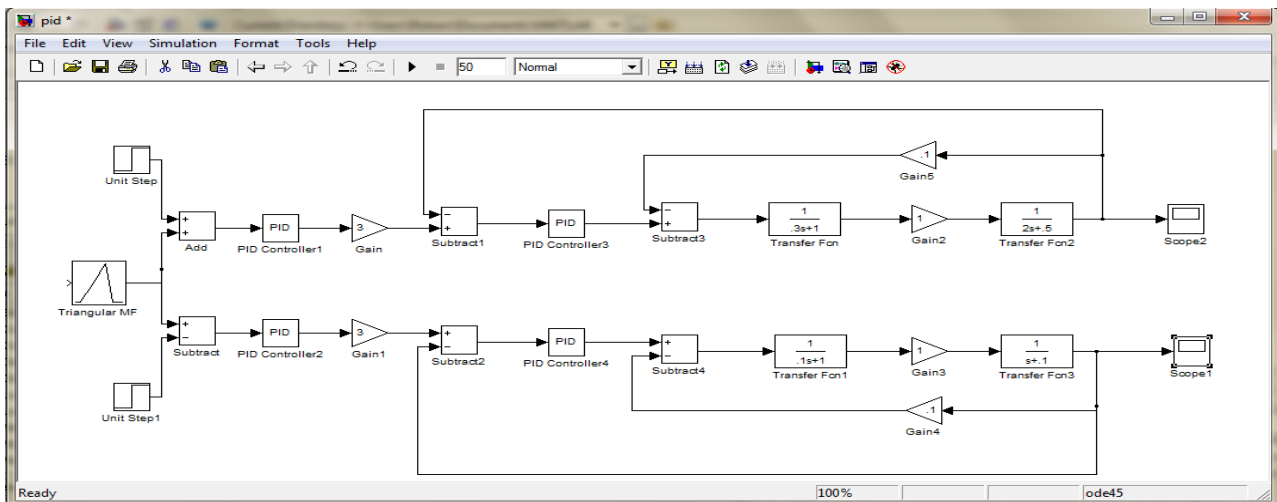 pid *
File Edit View Simulation Format Tools Help
50 Normal
Unit Step
.1
Gain5
+
+
Add
PID
PID Controller1
3
Gain
−
+
Subtract1
PID
PID Controller3
−
+
Subtract3
1
.3s+1
Transfer Fcn
1
Gain2
1
2s+.5
Transfer Fcn2
Scope2
Triangular MF
+
−
Subtract
PID
PID Controller2
3
Gain1
+
−
Subtract2
PID
PID Controller4
+
−
Subtract4
1
.1s+1
Transfer Fcn1
1
Gain3
1
s+.1
Transfer Fcn3
Scope1
Unit Step1
.1
Gain4
Ready 100% ode45